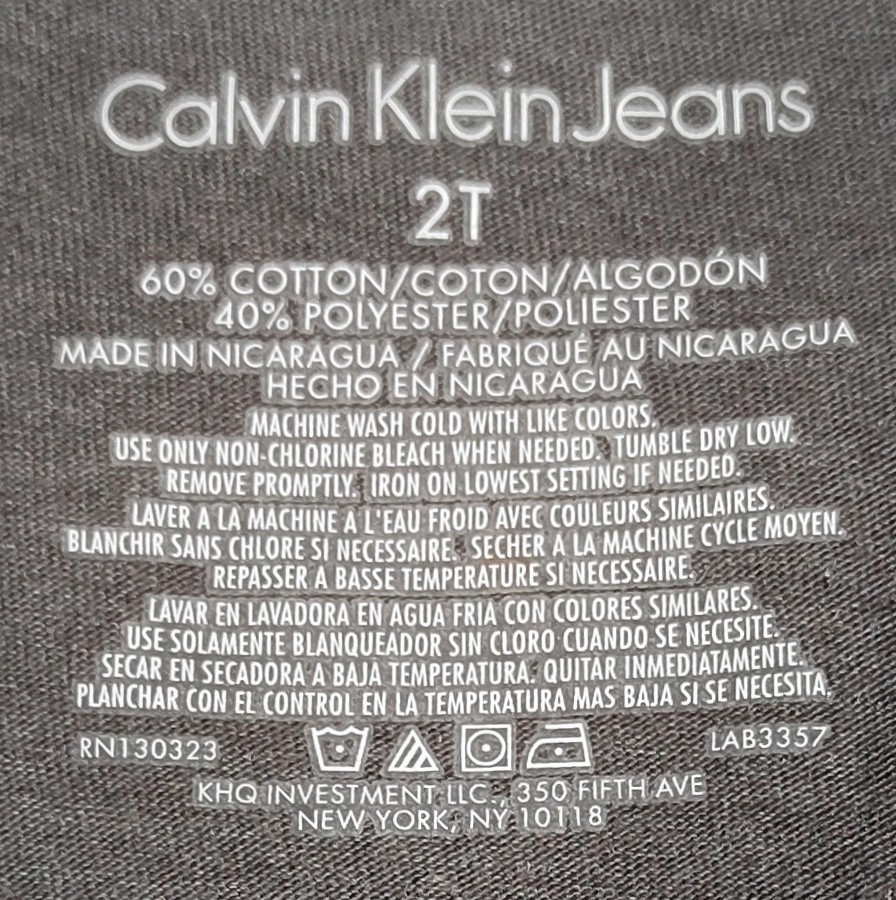 Calvin Klein Jeans
2T
60% COTTON/COTON/ALGODÓN
40% POLYESTER/POLIESTER
MADE IN NICARAGUA / FABRIQUÉ AU NICARAGUA
HECHO EN NICARAGUA
MACHINE WASH COLD WITH LIKE COLORS.
USE ONLY NON-CHLORINE BLEACH WHEN NEEDED. TUMBLE DRY LOW.
REMOVE PROMPTLY. IRON ON LOWEST SETTING IF NEEDED.
LAVER A LA MACHINE A L'EAU FROID AVEC COULEURS SIMILAIRES.
BLANCHIR SANS CHLORE SI NECESSAIRE. SECHER A LA MACHINE CYCLE MOYEN.
REPASSER A BASSE TEMPERATURE SI NECESSAIRE.
LAVAR EN LAVADORA EN AGUA FRIA CON COLORES SIMILARES.
USE SOLAMENTE BLANQUEADOR SIN CLORO CUANDO SE NECESITE.
SECAR EN SECADORA A BAJA TEMPERATURA. QUITAR INMEDIATAMENTE.
PLANCHAR CON EL CONTROL EN LA TEMPERATURA MAS BAJA SI SE NECESITA.
RN130323 LAB3357
KHQ INVESTMENT LLC., 350 FIFTH AVE
NEW YORK, NY 10118